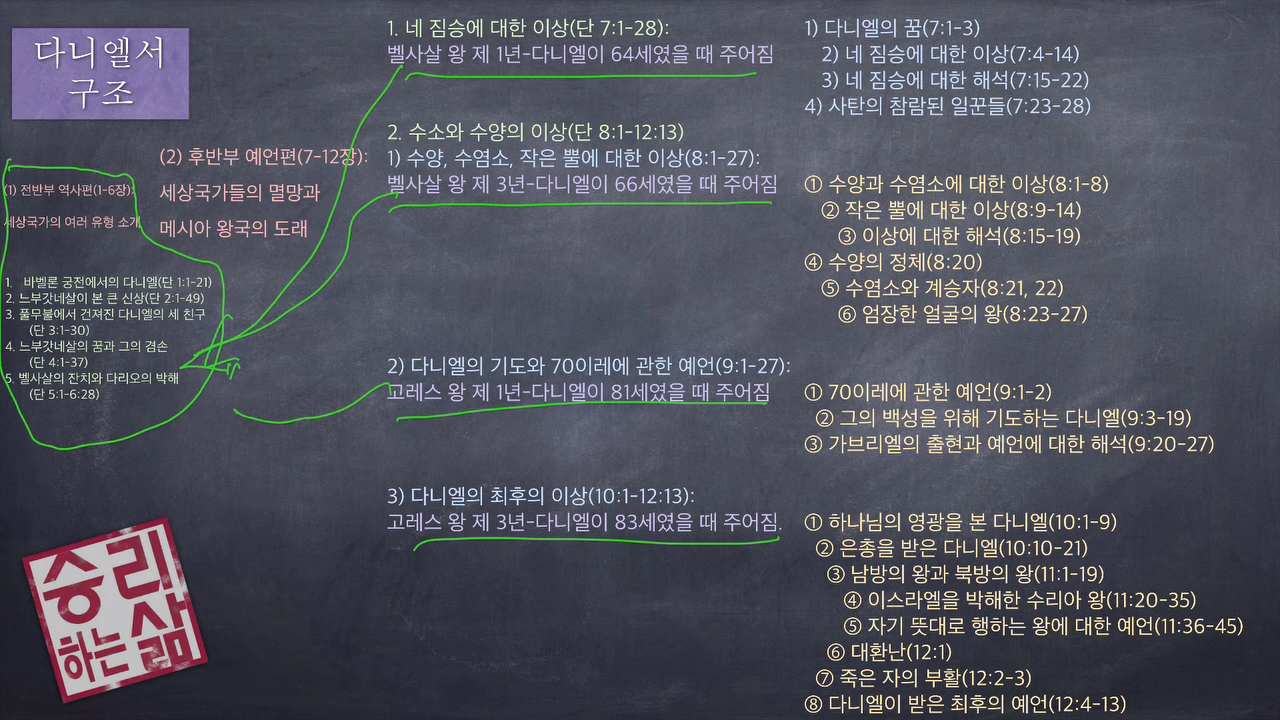 다니엘서
구조
(1) 전반부 역사편(1-6장):
세상국가의 여러 유형 소개
1. 바벨론 궁전에서의 다니엘(단 1:1-21)
2. 느부갓네살이 본 큰 신상(단 2:1-49)
3. 풀무불에서 건져진 다니엘의 세 친구
(단 3:1-30)
4. 느부갓네살의 꿈과 그의 겸손
(단 4:1-37)
5. 벨사살의 잔치와 다리오의 박해
(단 5:1-6:28)
(2) 후반부 예언편(7-12장):
세상국가들의 멸망과
메시아 왕국의 도래
1. 네 짐승에 대한 이상(단 7:1-28):
벨사살 왕 제 1년-다니엘이 64세였을 때 주어짐
1) 다니엘의 꿈(7:1-3)
2) 네 짐승에 대한 이상(7:4-14)
3) 네 짐승에 대한 해석(7:15-22)
4) 사탄의 참람된 일꾼들(7:23-28)
2. 수소와 수양의 이상(단 8:1-12:13)
1) 수양, 수염소, 작은 뿔에 대한 이상(8:1-27):
벨사살 왕 제 3년-다니엘이 66세였을 때 주어짐
① 수양과 수염소에 대한 이상(8:1-8)
② 작은 뿔에 대한 이상(8:9-14)
③ 이상에 대한 해석(8:15-19)
④ 수양의 정체(8:20)
⑤ 수염소와 계승자(8:21, 22)
⑥ 엄장한 얼굴의 왕(8:23-27)
2) 다니엘의 기도와 70이레에 관한 예언(9:1-27):
고레스 왕 제 1년-다니엘이 81세였을 때 주어짐
① 70이레에 관한 예언(9:1-2)
② 그의 백성을 위해 기도하는 다니엘(9:3-19)
③ 가브리엘의 출현과 예언에 대한 해석(9:20-27)
3) 다니엘의 최후의 이상(10:1-12:13):
고레스 왕 제 3년-다니엘이 83세였을 때 주어짐.
① 하나님의 영광을 본 다니엘(10:1-9)
② 은총을 받은 다니엘(10:10-21)
③ 남방의 왕과 북방의 왕(11:1-19)
④ 이스라엘을 박해한 수리아 왕(11:20-35)
⑤ 자기 뜻대로 행하는 왕에 대한 예언(11:36-45)
⑥ 대환난(12:1)
⑦ 죽은 자의 부활(12:2-3)
⑧ 다니엘이 받은 최후의 예언(12:4-13)
승리
하는 삶